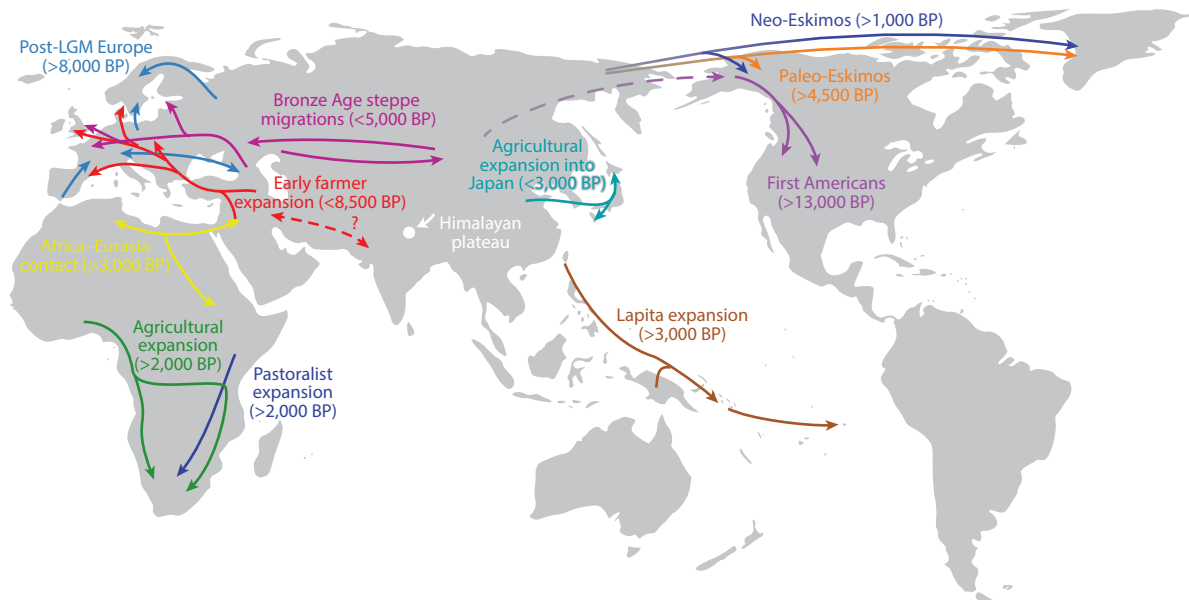 Neo-Eskimos (>1,000 BP)
Post-LGM Europe
(>8,000 BP)
Paleo-Eskimos
(>4,500 BP)
Bronze Age steppe
migrations (<5,000 BP)
Agricultural
expansion into
Japan (<3,000 BP)
Early farmer
expansion (<8,500 BP)
First Americans
(>13,000 BP)
?
Himalayan
plateau
Africa–Eurasia
contact (>3,000 BP)
Lapita expansion
(>3,000 BP)
Agricultural
expansion
(>2,000 BP)
Pastoralist
expansion
(>2,000 BP)